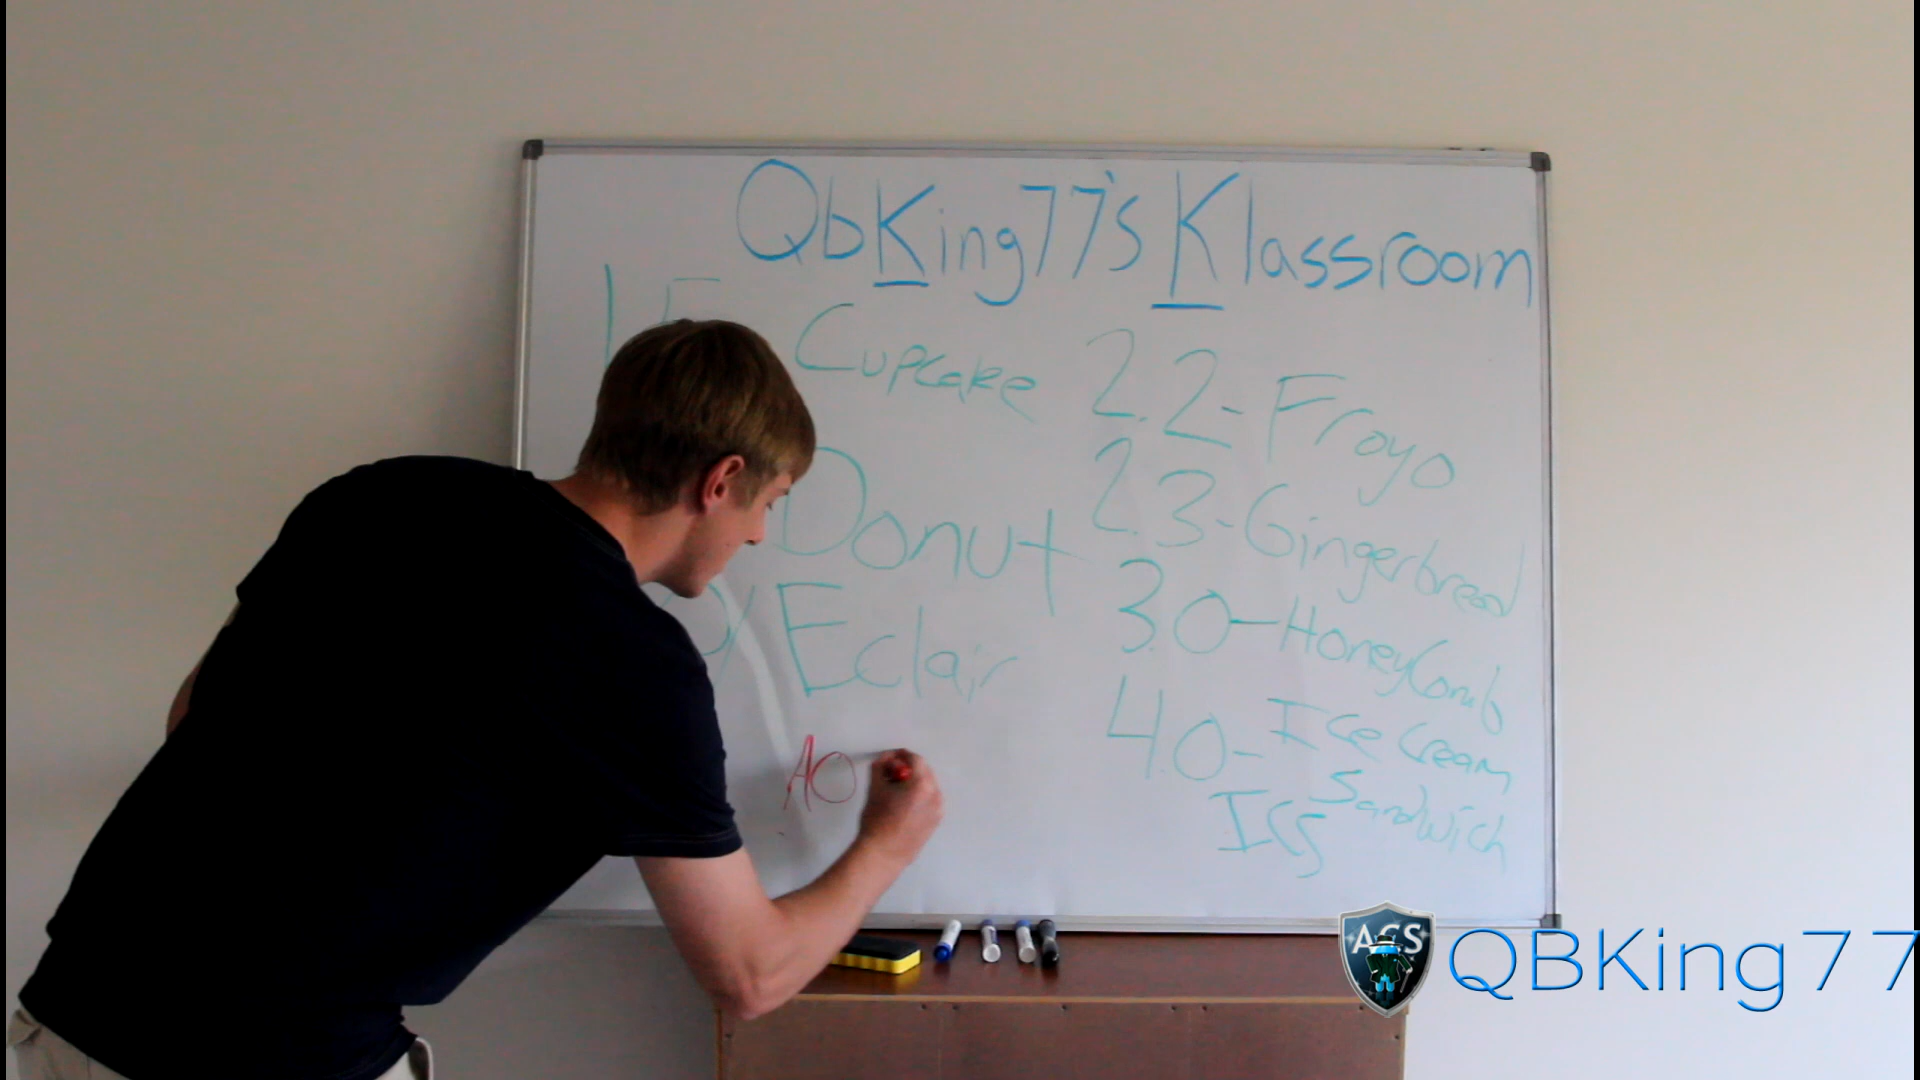 QbKing77's Klassroom
Cupcake
Donut
Eclair
AO
2.2-Froyo
2.3-Gingerbread
3.0-HoneyComb
4.0-Ice Cream
Sandwich
ICS
ACS
QBKing77